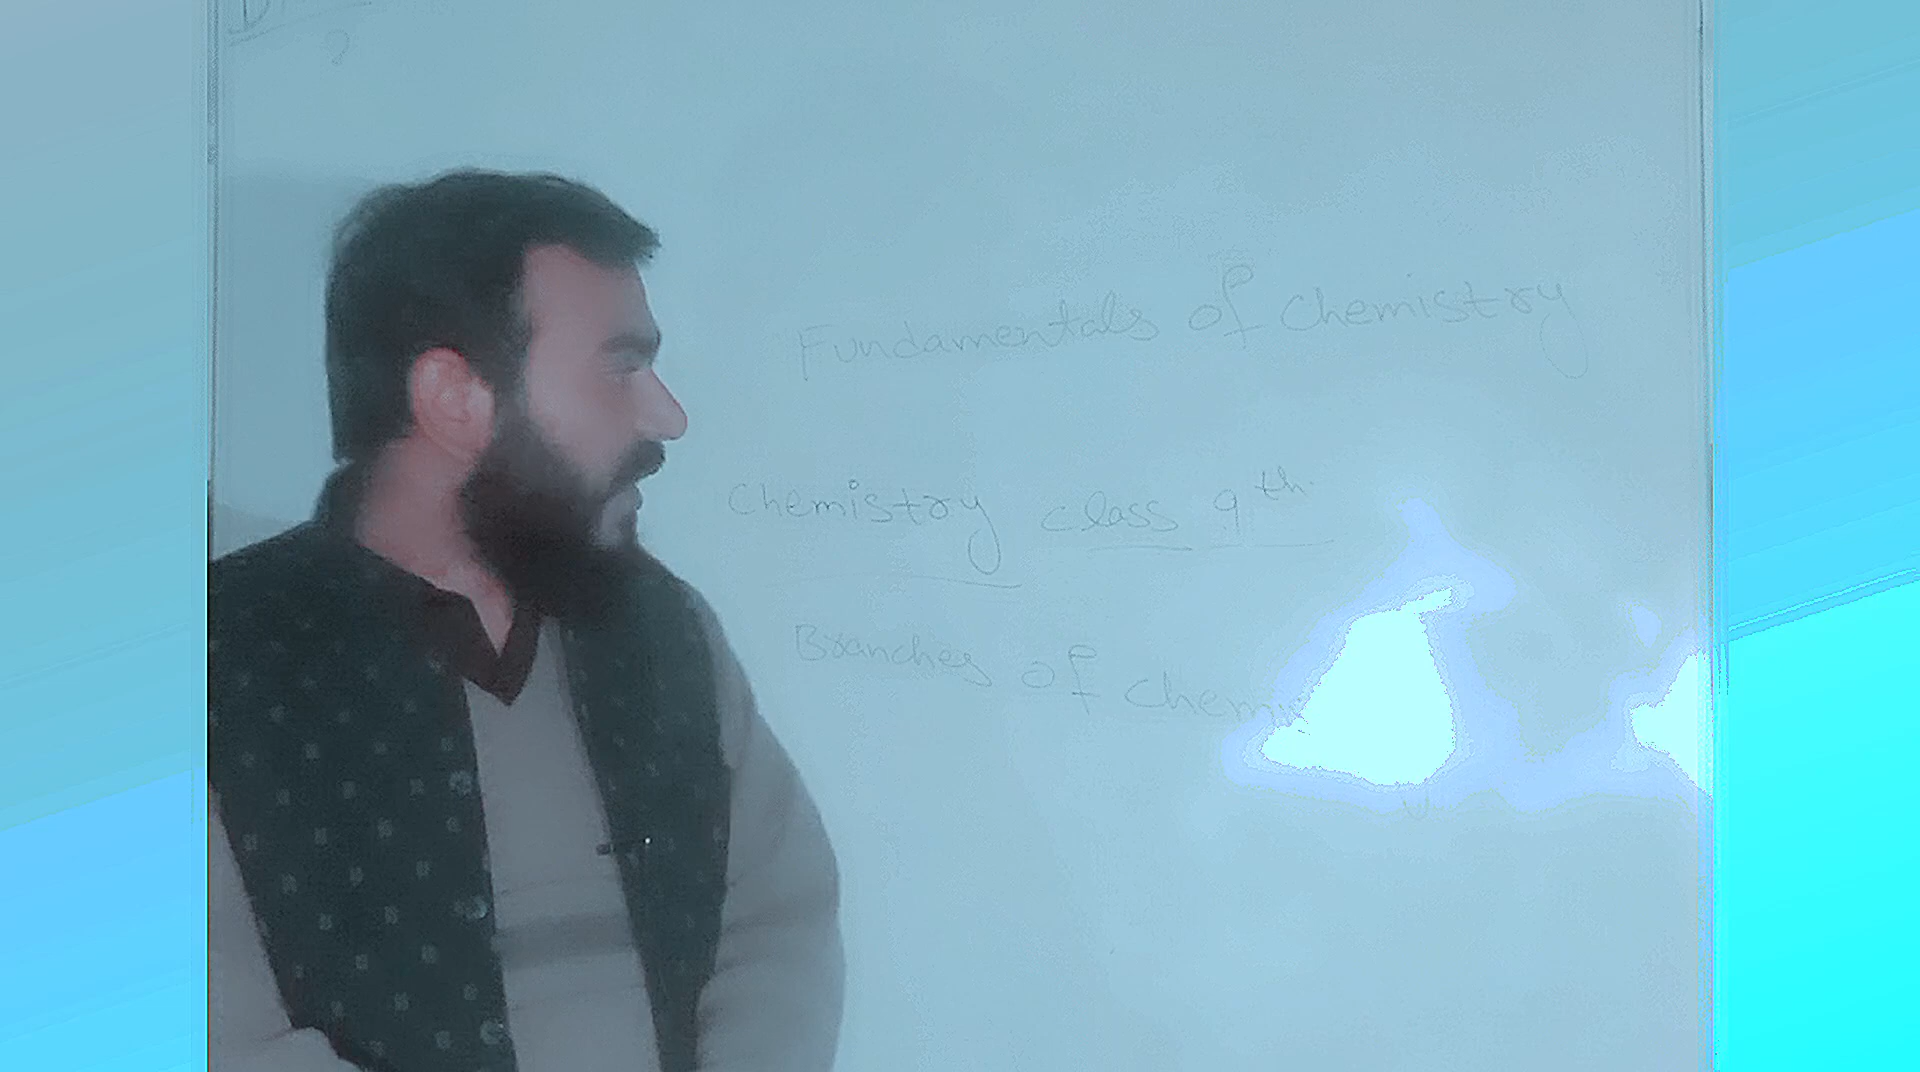 Fundamentals of Chemistry
Chemistry class 9th
Branches of